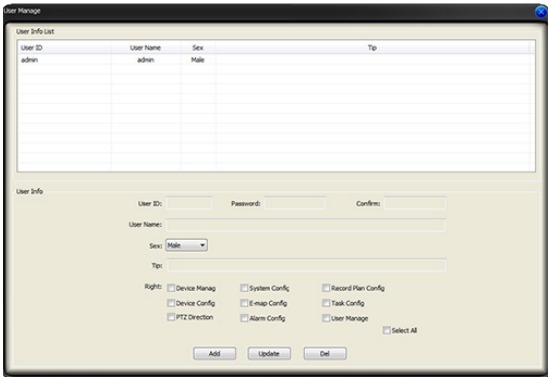 User Manage
User Info List
User ID User Name Sex Tip
admin admin Male
User Info
User ID: Password: Confirm:
User Name:
Sex: Male
Tip:
Right: Device Manag System Config Record Plan Config
Device Config E-map Config Task Config
PTZ Direction Alarm Config User Manage
Select All
Add Update Del